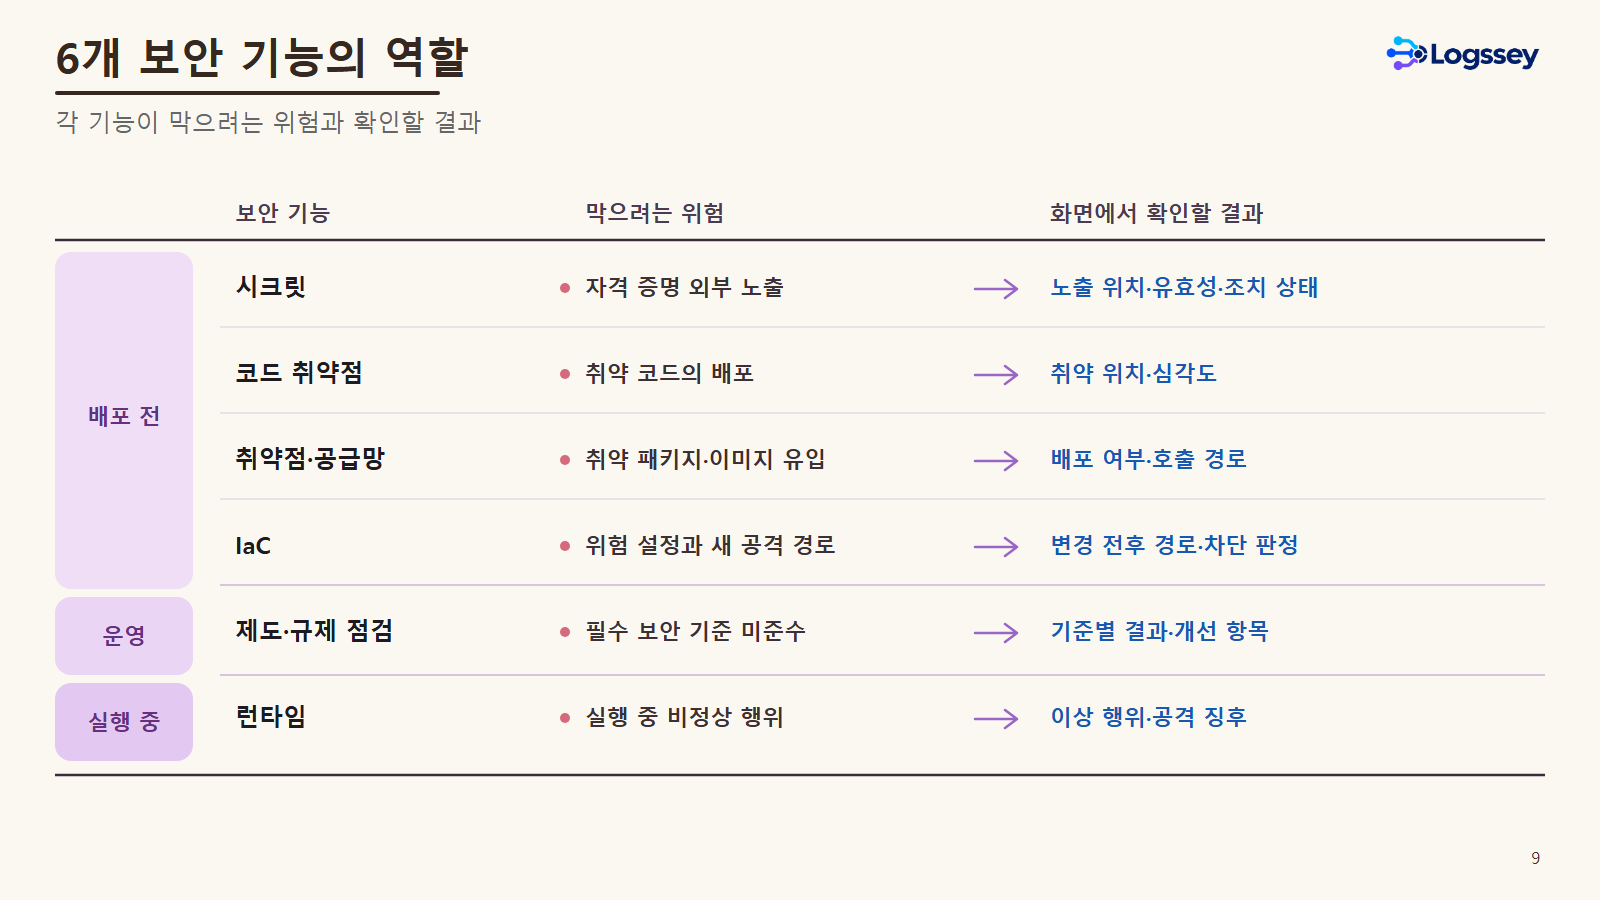 6개 보안 기능의 역할
Logssey
각 기능이 막으려는 위험과 확인할 결과
보안 기능 막으려는 위험 화면에서 확인할 결과
배포 전
시크릿 자격 증명 외부 노출 노출 위치·유효성·조치 상태
코드 취약점 취약 코드의 배포 취약 위치·심각도
취약점·공급망 취약 패키지·이미지 유입 배포 여부·호출 경로
IaC 위험 설정과 새 공격 경로 변경 전후 경로·차단 판정
운영
제도·규제 점검 필수 보안 기준 미준수 기준별 결과·개선 항목
실행 중
런타임 실행 중 비정상 행위 이상 행위·공격 징후
9